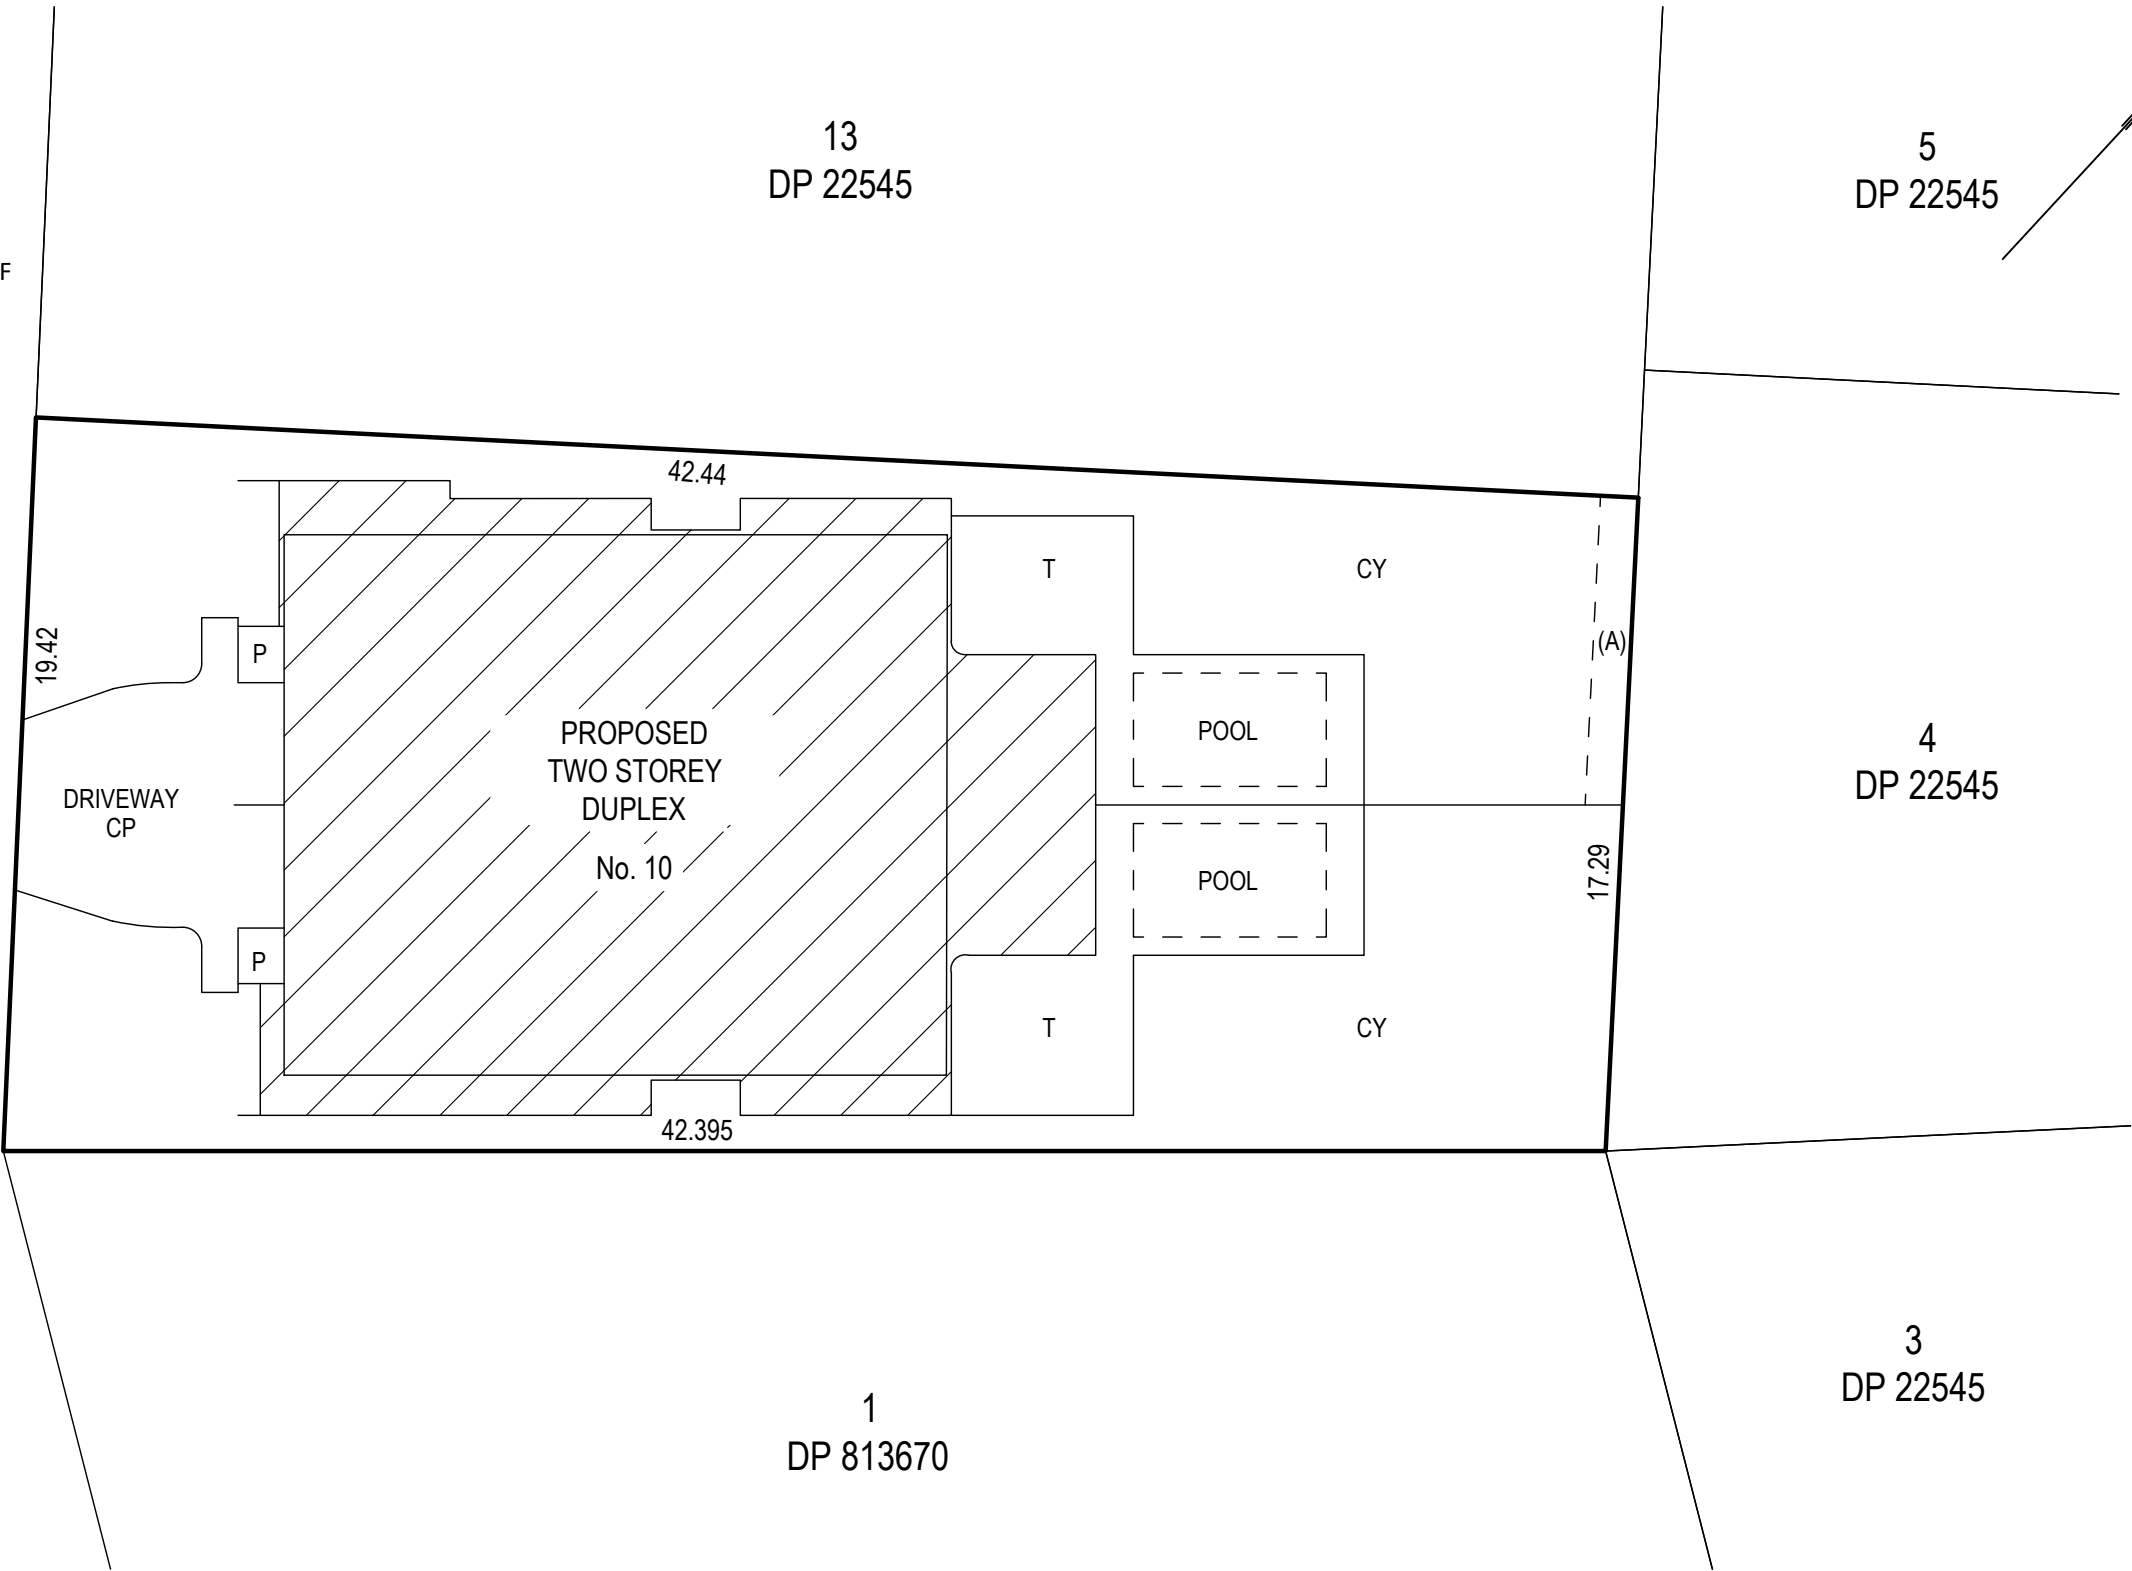 13
DP 22545
5
DP 22545
F
42.44
T
CY
(A)
19.42
P
PROPOSED
TWO STOREY
DUPLEX
No. 10
POOL
DRIVEWAY
CP
4
DP 22545
POOL
17.29
P
T
CY
42.395
3
DP 22545
1
DP 813670